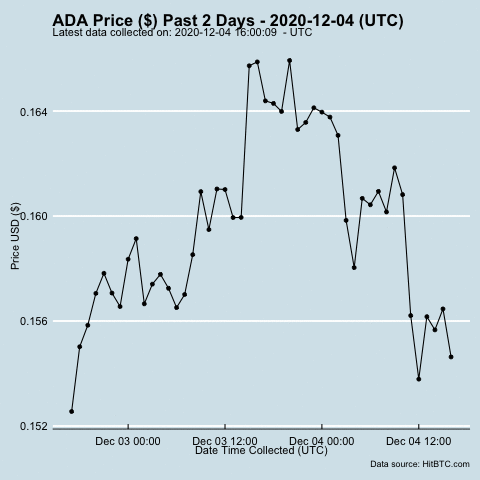 ADA Price ($) Past 2 Days - 2020-12-04 (UTC)
Latest data collected on: 2020-12-04 16:00:09  - UTC
0.164
0.160
0.156
0.152
Price USD ($)
Dec 03 00:00 Dec 03 12:00 Dec 04 00:00 Dec 04 12:00
Date Time Collected (UTC)
Data source: HitBTC.com